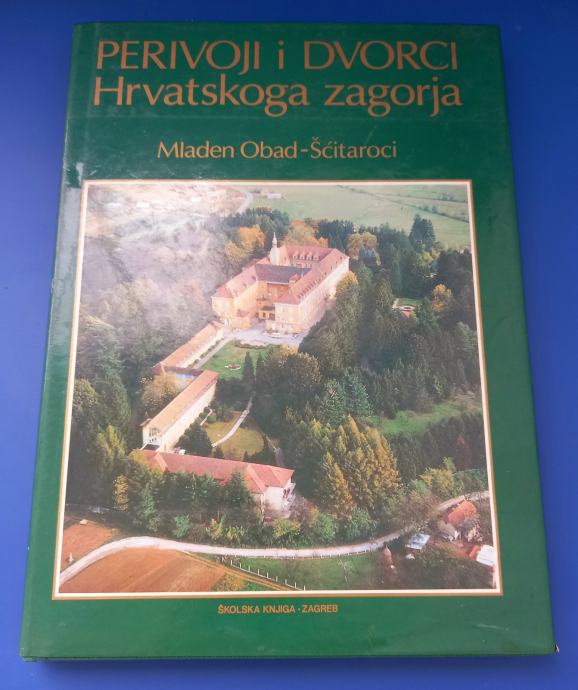 PERIVOJI i DVORCI
Hrvatskoga zagorja
Mladen Obad-Šćitaroci
ŠKOLSKA KNJIGA · ZAGREB